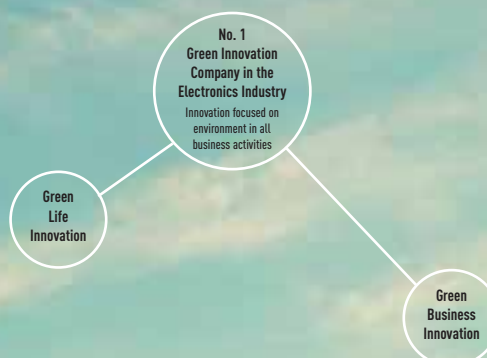 No. 1
Green Innovation
Company in the
Electronics Industry
Innovation focused on
environment in all
business activities
Green
Life
Innovation
Green
Business
Innovation